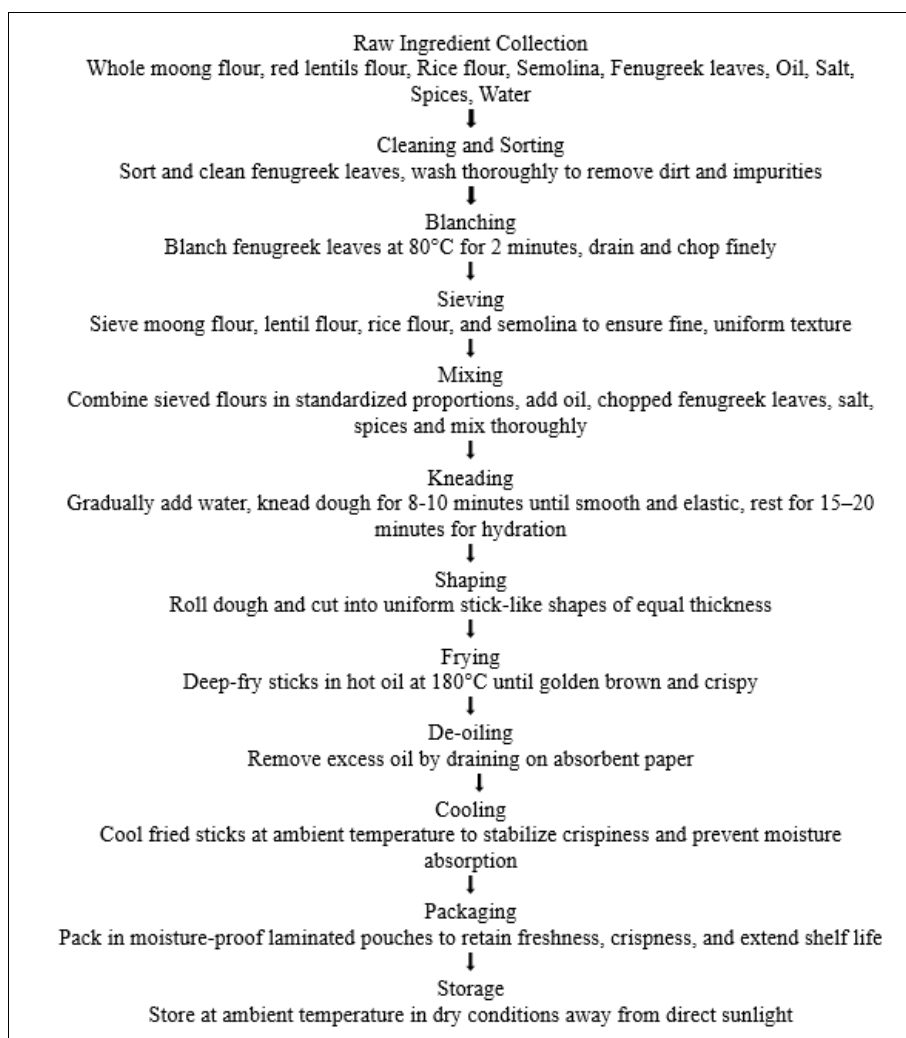 Raw Ingredient Collection
Whole moong flour, red lentils flour, Rice flour, Semolina, Fenugreek leaves, Oil, Salt,
Spices, Water
Cleaning and Sorting
Sort and clean fenugreek leaves, wash thoroughly to remove dirt and impurities
Blanching
Blanch fenugreek leaves at 80°C for 2 minutes, drain and chop finely
Sieving
Sieve moong flour, lentil flour, rice flour, and semolina to ensure fine, uniform texture
Mixing
Combine sieved flours in standardized proportions, add oil, chopped fenugreek leaves, salt,
spices and mix thoroughly
Kneading
Gradually add water, knead dough for 8-10 minutes until smooth and elastic, rest for 15–20
minutes for hydration
Shaping
Roll dough and cut into uniform stick-like shapes of equal thickness
Frying
Deep-fry sticks in hot oil at 180°C until golden brown and crispy
De-oiling
Remove excess oil by draining on absorbent paper
Cooling
Cool fried sticks at ambient temperature to stabilize crispiness and prevent moisture
absorption
Packaging
Pack in moisture-proof laminated pouches to retain freshness, crispness, and extend shelf life
Storage
Store at ambient temperature in dry conditions away from direct sunlight